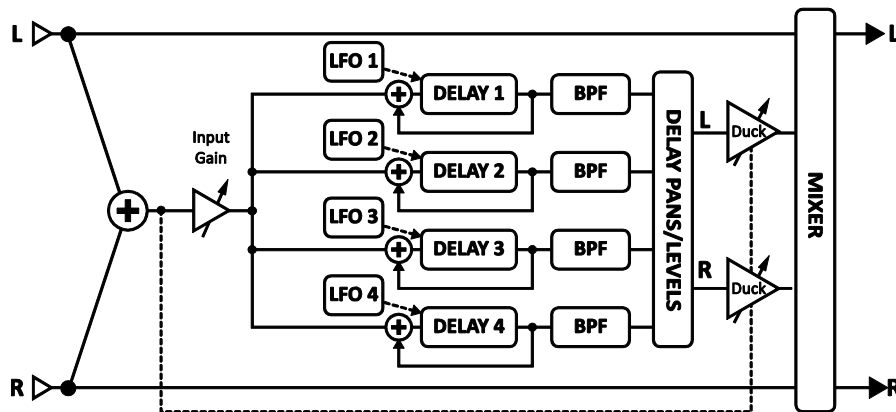 L
L
LFO 1
DELAY 1
BPF
LFO 2
DELAY 2
BPF
LFO 3
DELAY 3
BPF
LFO 4
DELAY 4
BPF
Input
Gain
DELAY PANS/LEVELS
L
Duck
R
Duck
MIXER
R
R